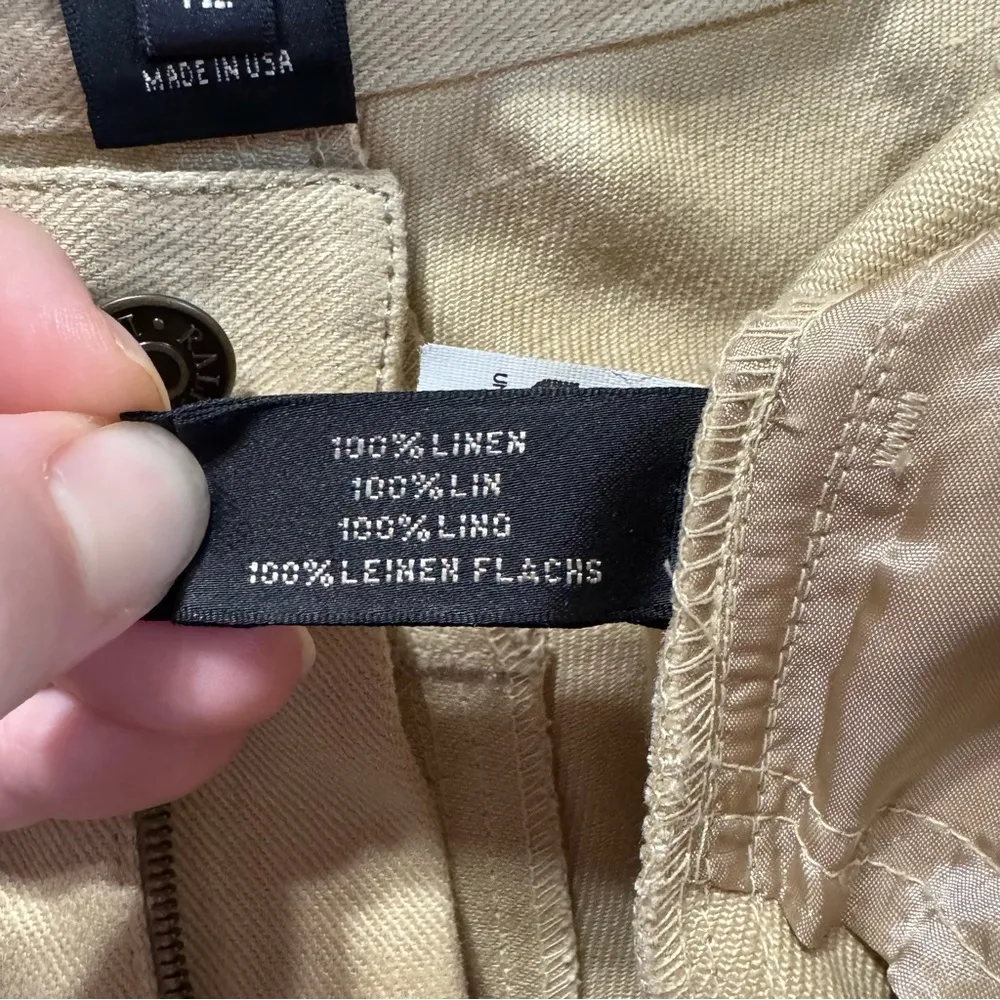 MADE IN USA
100% LINEN
100% LIN
100% LINO
100% LEINEN FLACHS